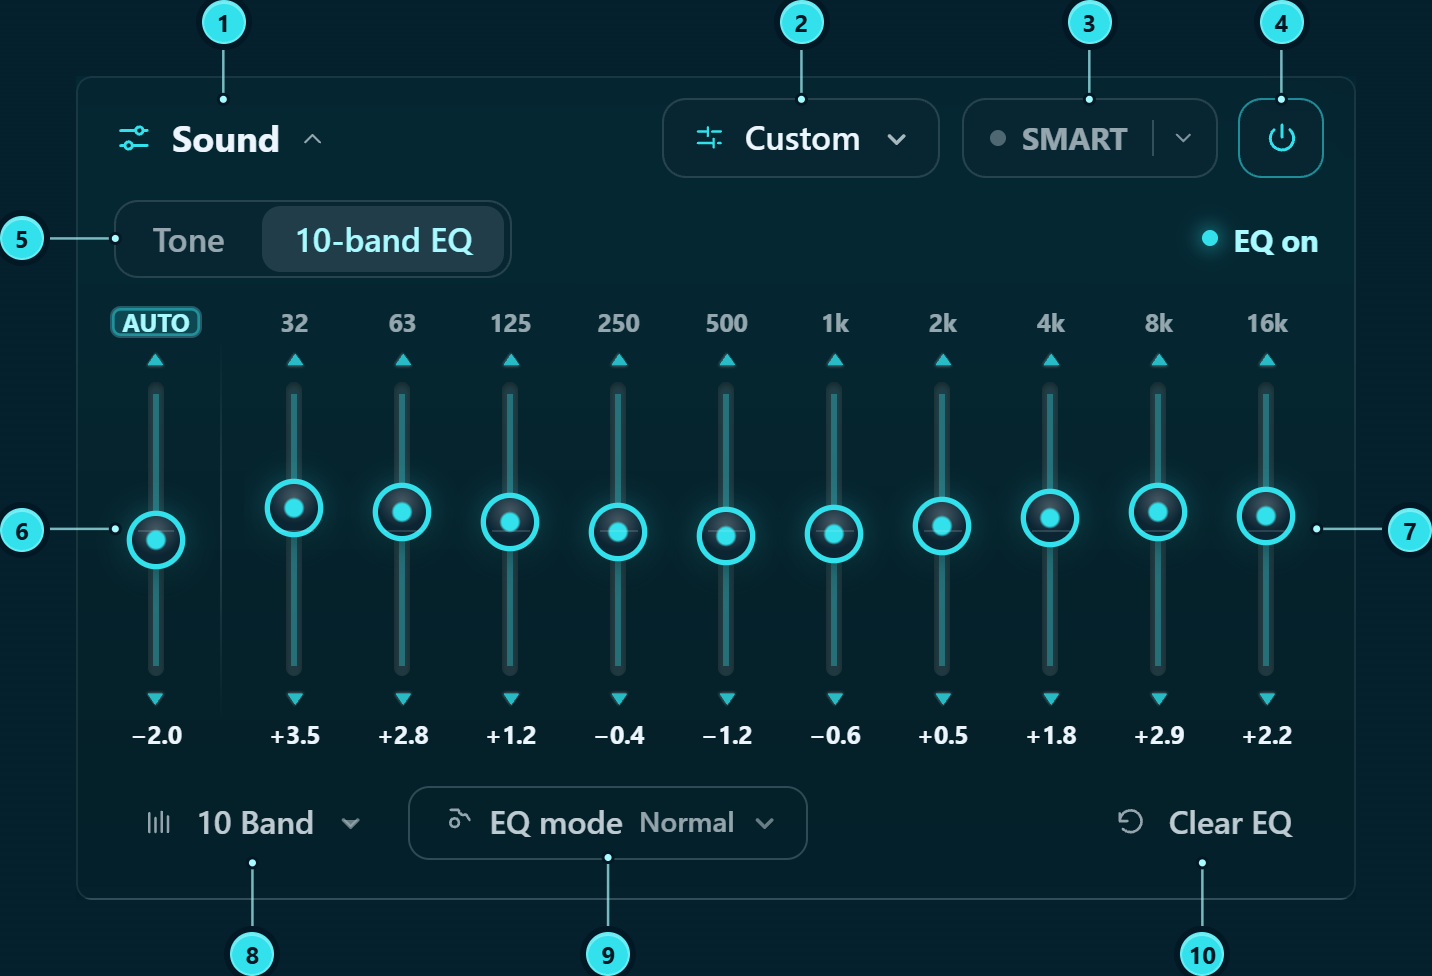 1 2 3 4
Sound Custom SMART
5 Tone 10-band EQ EQ on
AUTO 32 63 125 250 500 1k 2k 4k 8k 16k
6 7
−2.0 +3.5 +2.8 +1.2 −0.4 −1.2 −0.6 +0.5 +1.8 +2.9 +2.2
10 Band EQ mode Normal Clear EQ
8 9 10